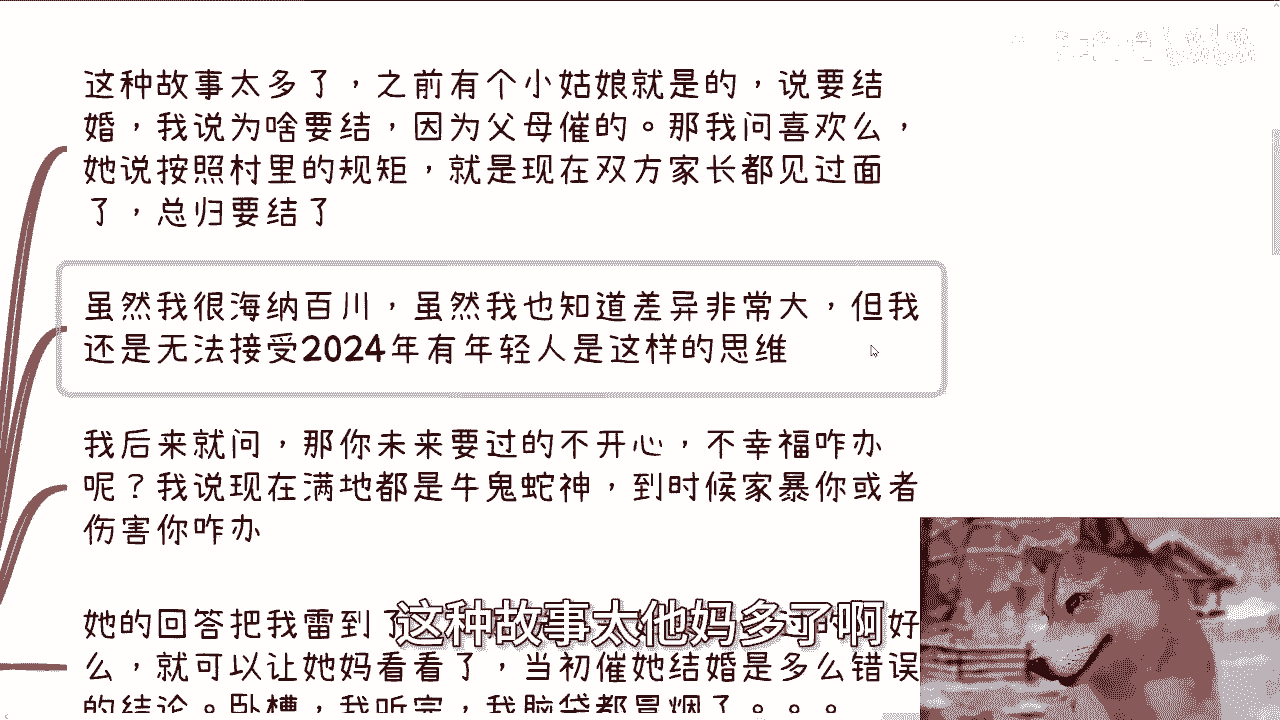 这种故事太多了，之前有个小姑娘就是的，说要结
婚，我说为啥要结，因为父母催的。那我问喜欢么，
她说按照村里的规矩，就是现在双方家长都见过面
了，总归要结了
虽然我很海纳百川，虽然我也知道差异非常大，但我
还是无法接受2024年有年轻人是这样的思维
我后来就问，那你未来要过的不开心，不幸福咋办
呢？我说现在满地都是牛鬼蛇神，到时候家暴你或者
伤害你咋办
她的回答把我雷到了 好
么，就可以让她妈看看了，当初催她结婚是多么错误
的结论。卧槽，我听完，我脑袋都冒烟了。。。
这种故事太他妈多了啊